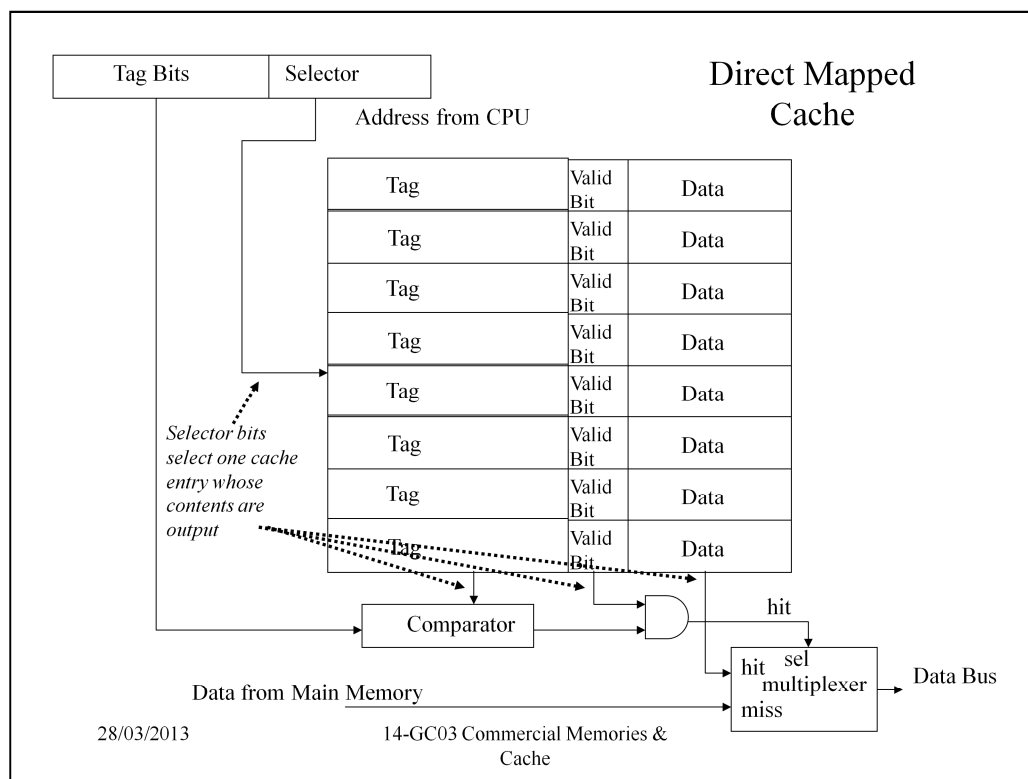 Tag Bits
Selector
Direct Mapped
Cache
Address from CPU
Tag
Valid
Bit
Data
Tag
Valid
Bit
Data
Tag
Valid
Bit
Data
Tag
Valid
Bit
Data
Tag
Valid
Bit
Data
Tag
Valid
Bit
Data
Tag
Valid
Bit
Data
Tag
Valid
Bit
Data
Selector bits
select one cache
entry whose
contents are
output
Comparator
hit
hit
sel
multiplexer
miss
Data Bus
Data from Main Memory
28/03/2013
14-GC03 Commercial Memories &
Cache